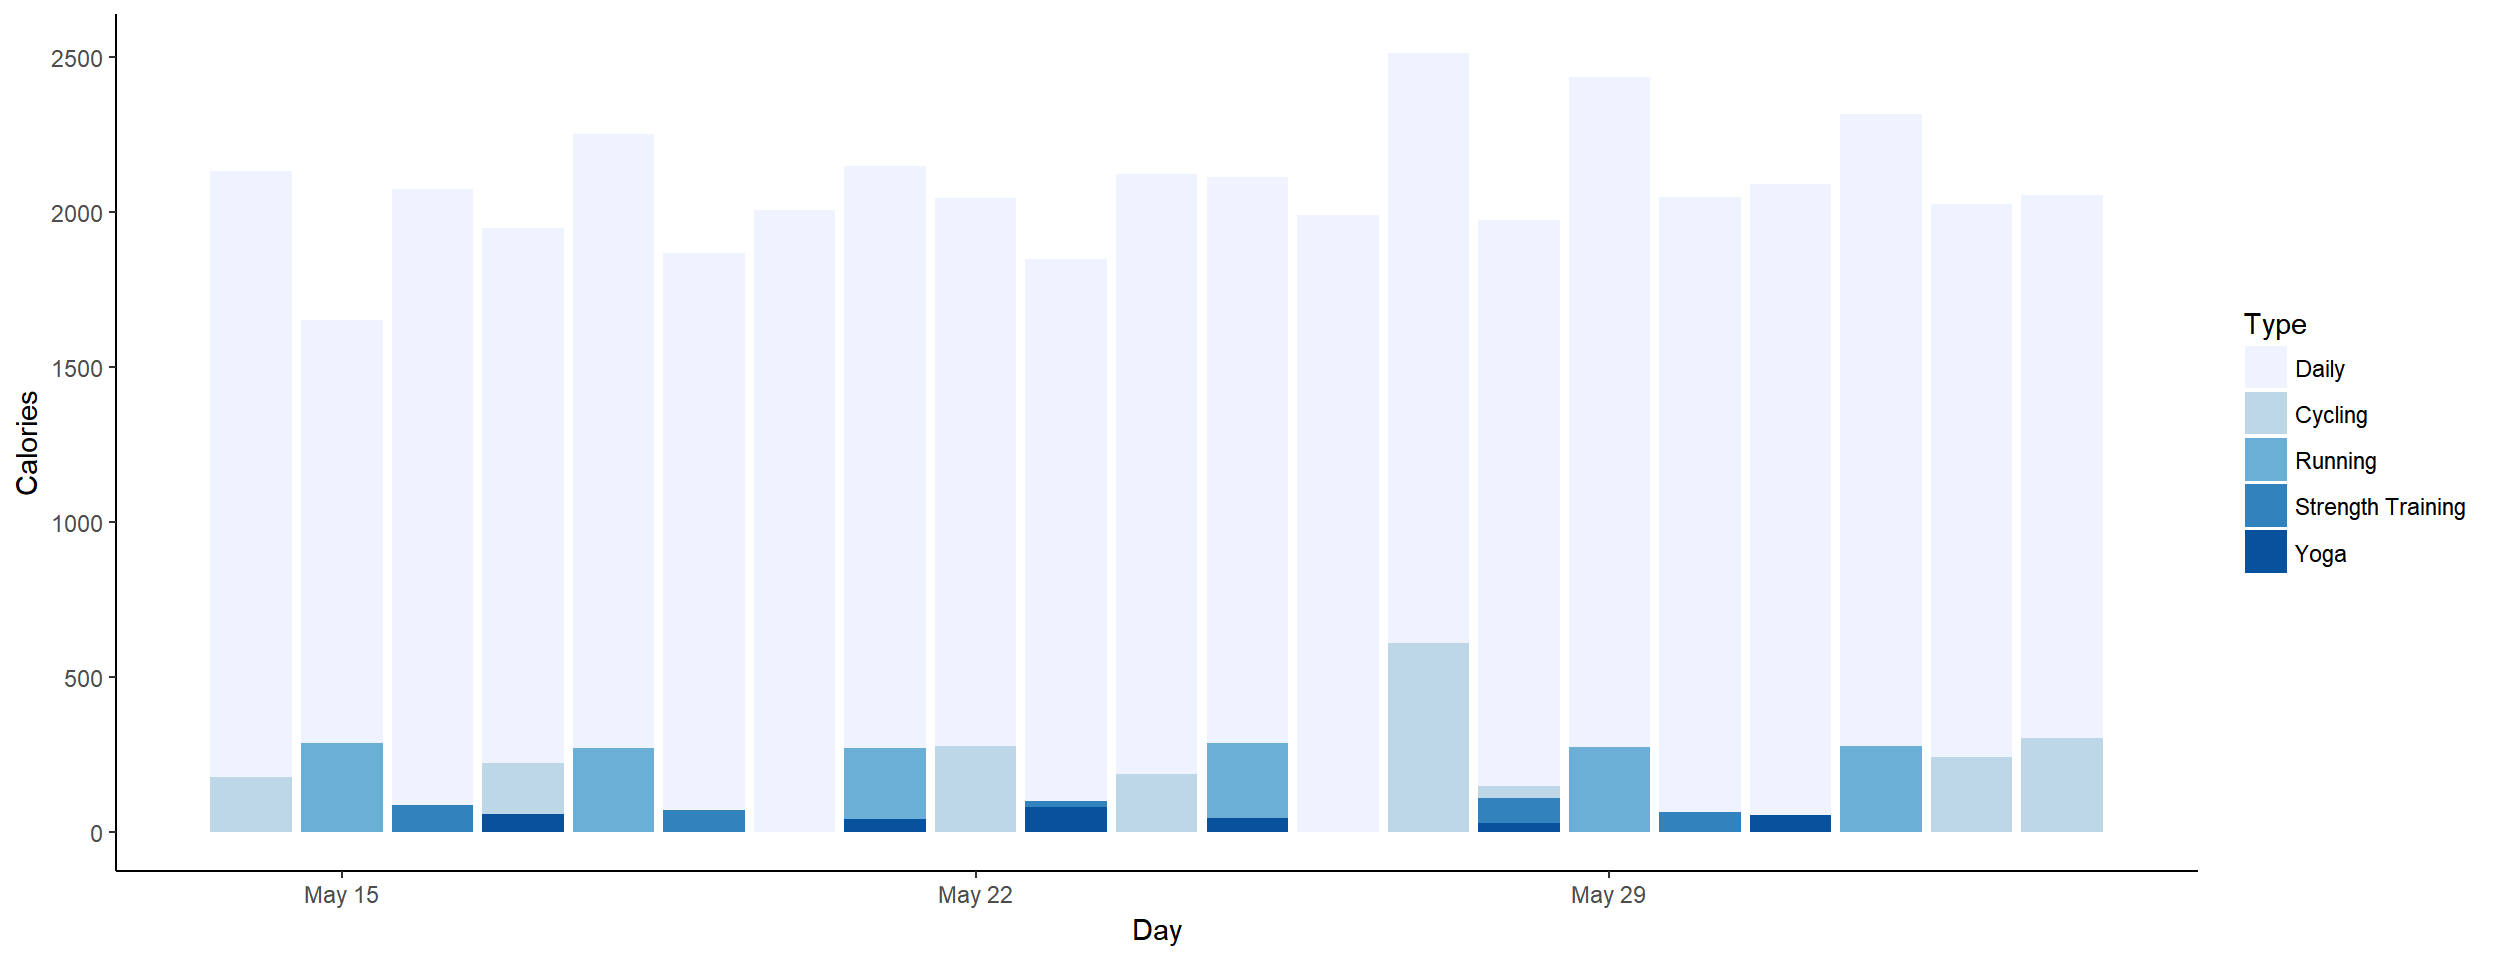 2500
2000
1500
1000
500
0
Calories
May 15
May 22
May 29
Day
Type
Daily
Cycling
Running
Strength Training
Yoga